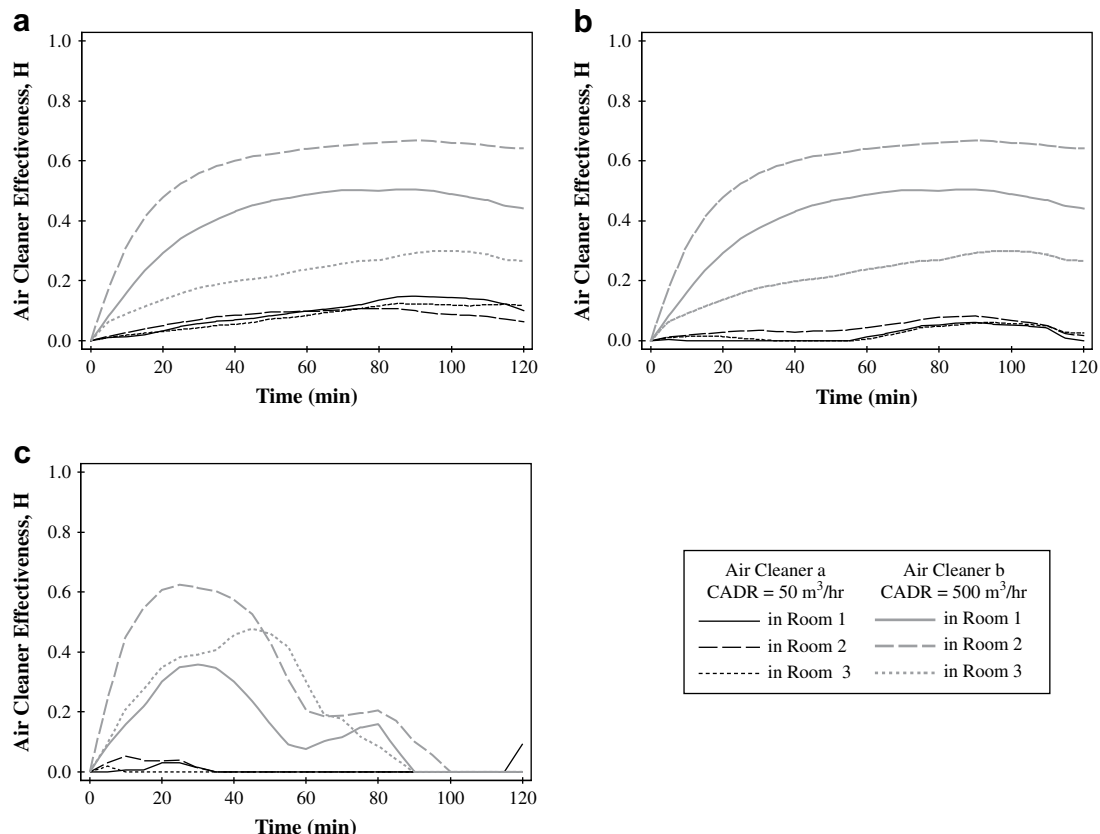 a
Air Cleaner Effectiveness, H
1.0
0.8
0.6
0.4
0.2
0.0
0 20 40 60 80 100 120
Time (min)
b
Air Cleaner Effectiveness, H
1.0
0.8
0.6
0.4
0.2
0.0
0 20 40 60 80 100 120
Time (min)
c
Air Cleaner Effectiveness, H
1.0
0.8
0.6
0.4
0.2
0.0
0 20 40 60 80 100 120
Time (min)
Air Cleaner a
CADR = 50 m³/hr
in Room 1
in Room 2
in Room 3
Air Cleaner b
CADR = 500 m³/hr
in Room 1
in Room 2
in Room 3